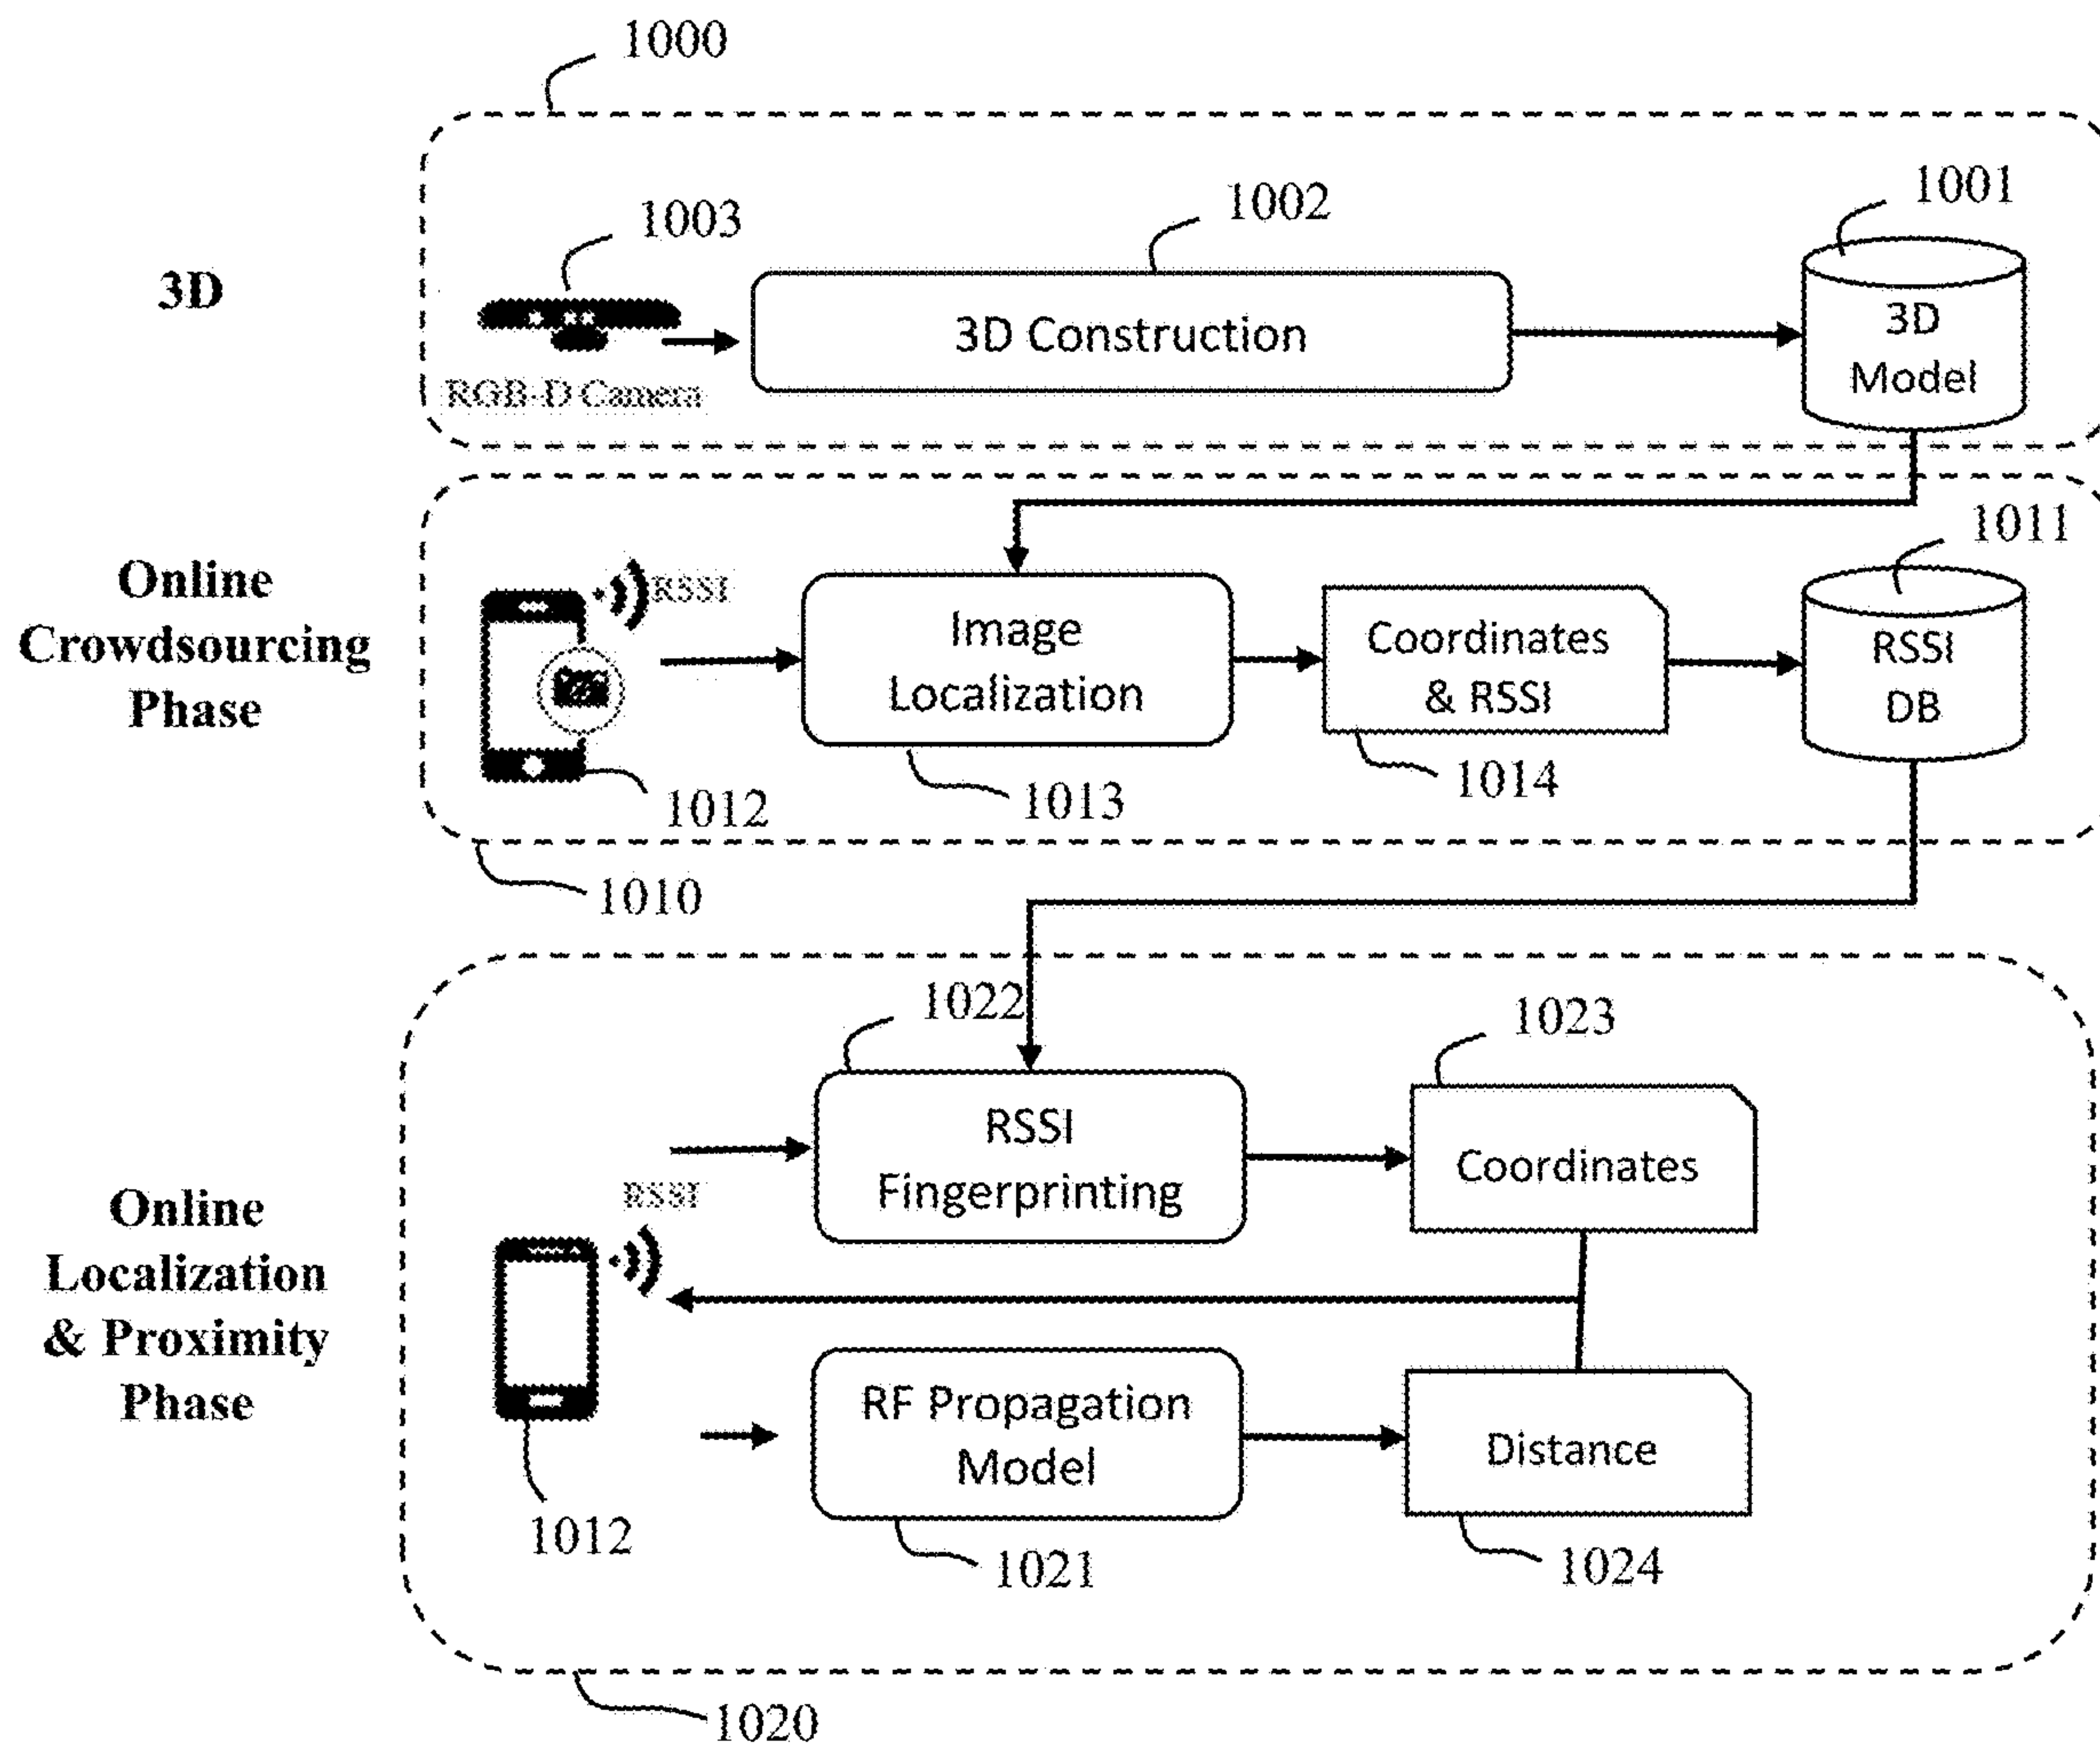 1000
1003
1002
1001
3D
3D Construction
3D
Model
RGB-D Camera
1011
Online
Crowdsourcing
Phase
RSSI
Image
Localization
Coordinates
& RSSI
RSSI
DB
1012
1013
1014
1010
1022
1023
RSSI
Fingerprinting
Coordinates
RSSI
Online
Localization
& Proximity
Phase
RF Propagation
Model
Distance
1012
1021
1024
1020